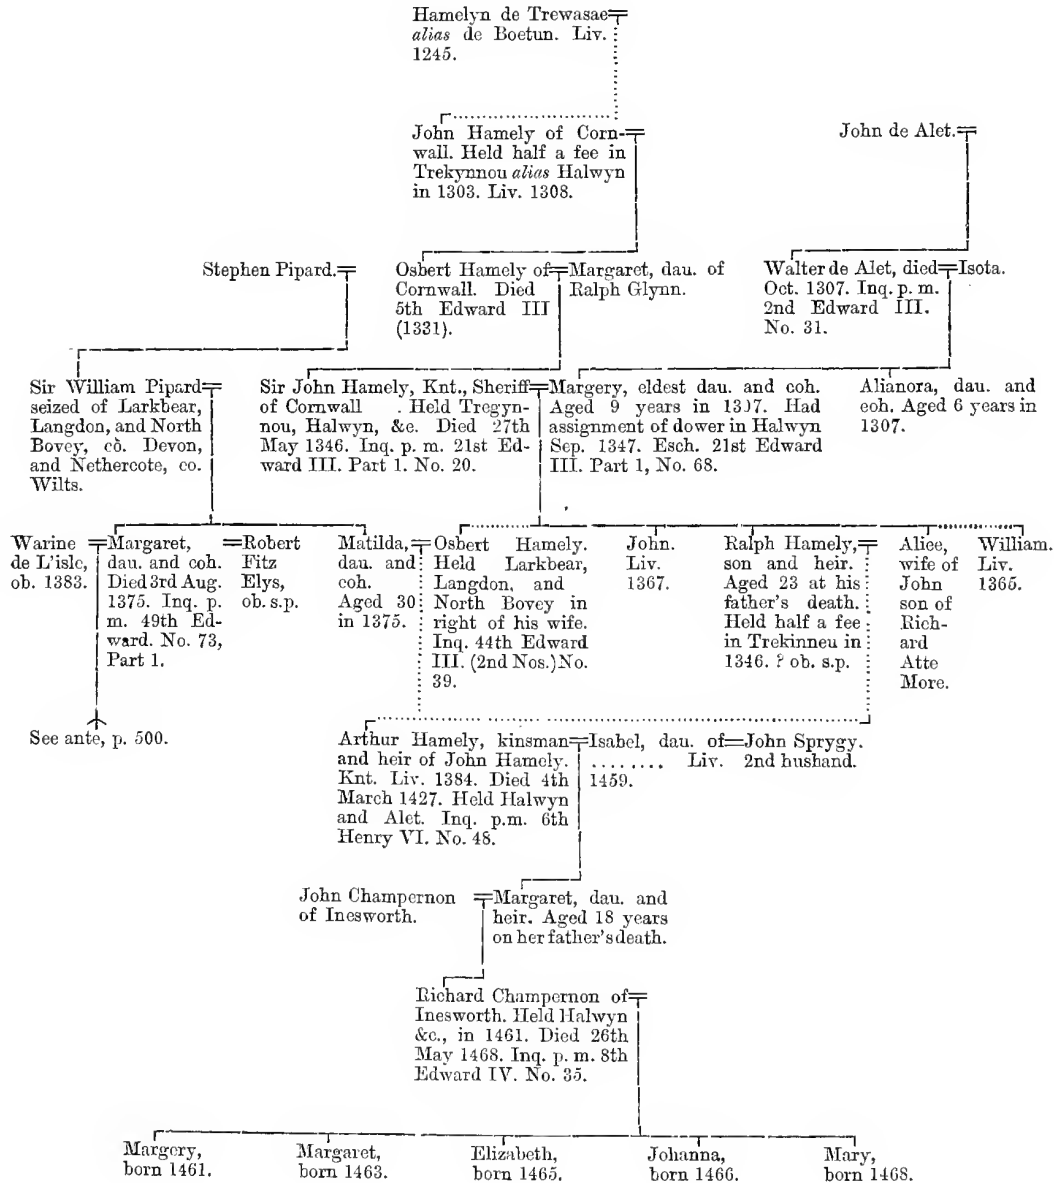 Hamelyn de Trewasae
alias de Boetun. Liv.
1245.
John Hamely of Corn-
wall. Held half a fee in
Trekynnou alias Halwyn
in 1303. Liv. 1308.
John de Alet.
Stephen Pipard.
Osbert Hamely of
Cornwall. Died
5th Edward III
(1331).
Margaret, dau. of
Ralph Glynn.
Walter de Alet, died
Oct. 1307. Inq. p. m.
2nd Edward III.
No. 31.
Isota.
Sir William Pipard
seized of Larkbear,
Langdon, and North
Bovey, co. Devon,
and Nethercote, co.
Wilts.
Sir John Hamely, Knt., Sheriff
of Cornwall . Held Tregyn-
nou, Halwyn, &c. Died 27th
May 1346. Inq. p. m. 21st Ed-
ward III. Part 1. No. 20.
Margery, eldest dau. and coh.
Aged 9 years in 1307. Had
assignment of dower in Halwyn
Sep. 1347. Esch. 21st Edward
III. Part 1, No. 68.
Alianora, dau. and
coh. Aged 6 years in
1307.
Warine
de L'isle,
ob. 1383.
Margaret,
dau. and coh.
Died 3rd Aug.
1375. Inq. p.
m. 49th Ed-
ward. No. 73,
Part 1.
Robert
Fitz
Elys,
ob. s.p.
Matilda,
dau. and
coh.
Aged 30
in 1375.
Osbert Hamely.
Held Larkbear,
Langdon, and
North Bovey in
right of his wife.
Inq. 44th Edward
III. (2nd Nos.) No.
39.
John.
Liv.
1367.
Ralph Hamely,
son and heir.
Aged 23 at his
father's death.
Held half a fee
in Trekinneu in
1346. ? ob. s.p.
Alice,
wife of
John
son of
Rich-
ard
Atte
More.
William.
Liv.
1365.
See ante, p. 500.
Arthur Hamely, kinsman
and heir of John Hamely.
Knt. Liv. 1384. Died 4th
March 1427. Held Halwyn
and Alet. Inq. p.m. 6th
Henry VI. No. 48.
Isabel, dau. of
........ Liv.
1459.
John Sprygy.
2nd husband.
John Champernon
of Inesworth.
Margaret, dau. and
heir. Aged 18 years
on her father's death.
Richard Champernon of
Inesworth. Held Halwyn
&c., in 1461. Died 26th
May 1468. Inq. p. m. 8th
Edward IV. No. 35.
Margery,
born 1461.
Margaret,
born 1463.
Elizabeth,
born 1465.
Johanna,
born 1466.
Mary,
born 1468.